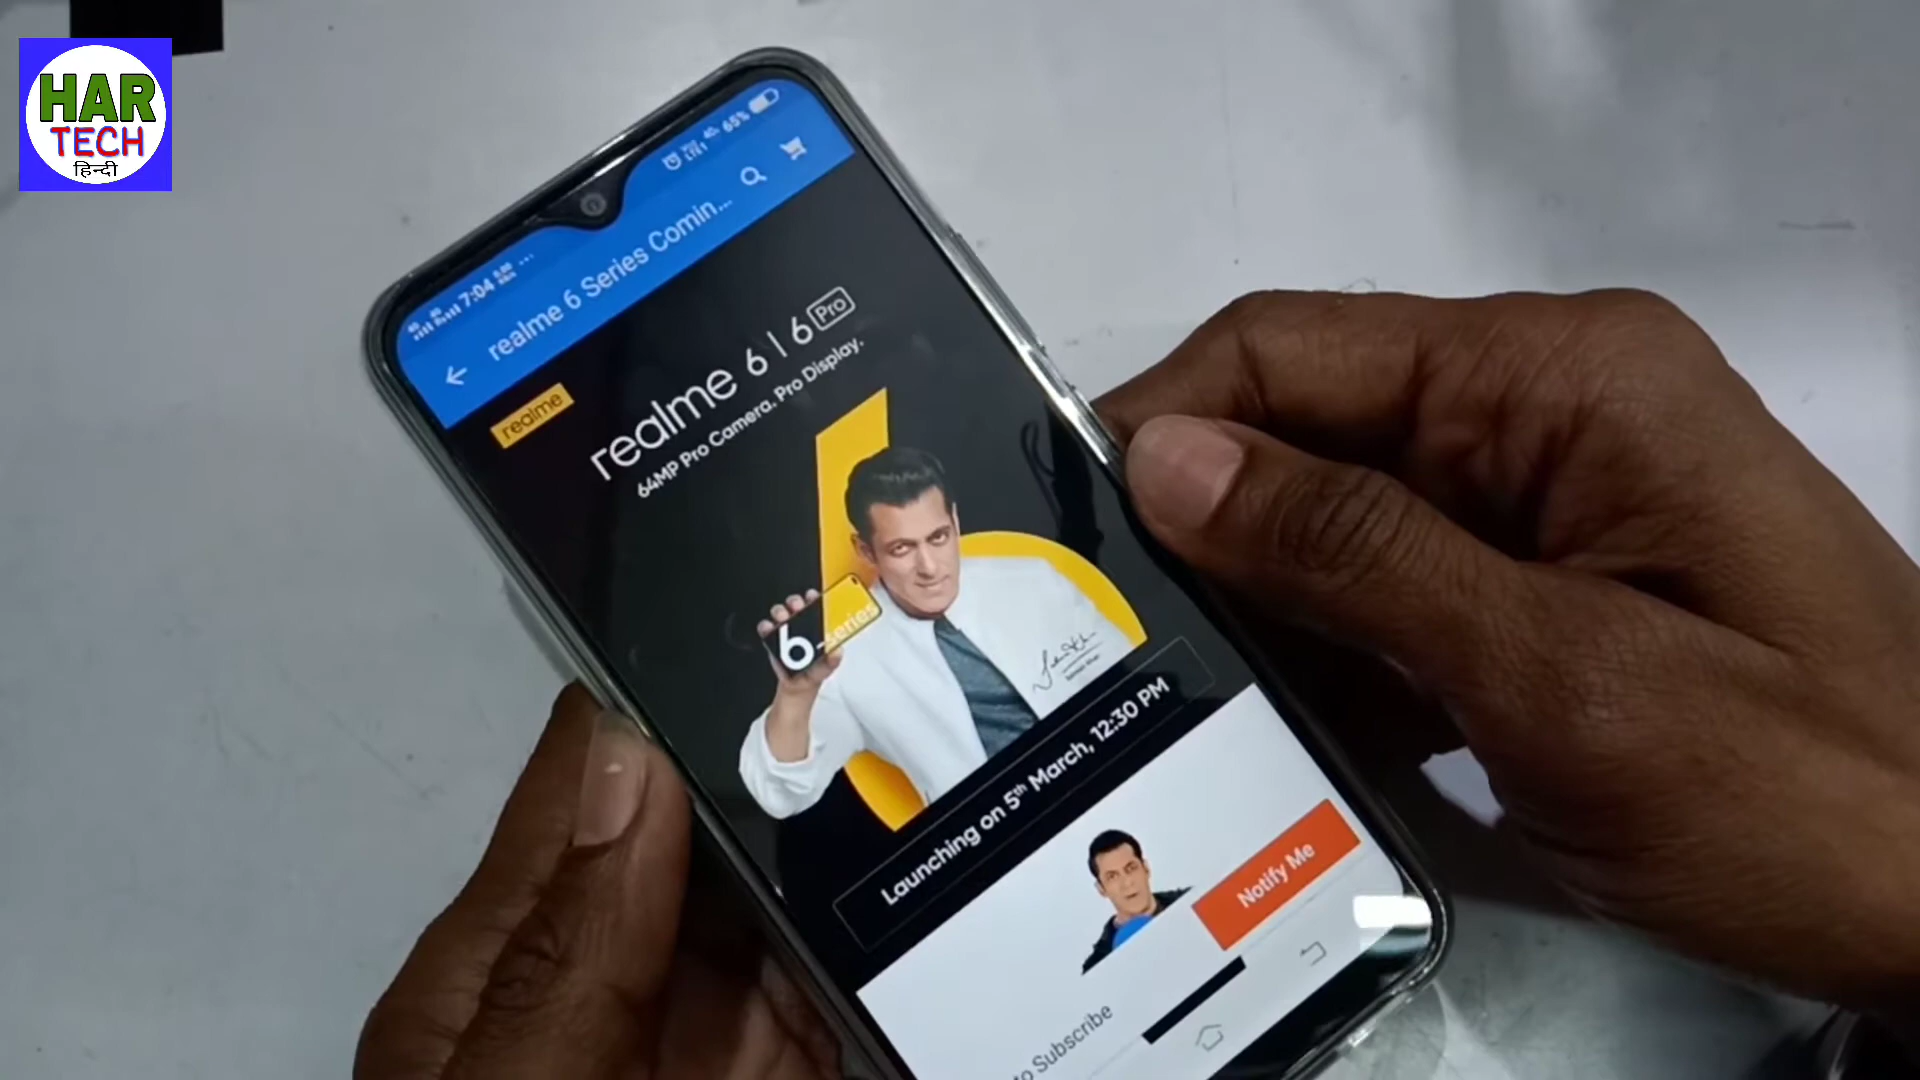 HAR
TECH
हिन्दी
7:04
65%
realme 6 Series Comin...
realme
realme 6 | 6 Pro
64MP Pro Camera. Pro Display.
6-series
Launching on 5th March, 12:30 PM
Notify Me
to Subscribe